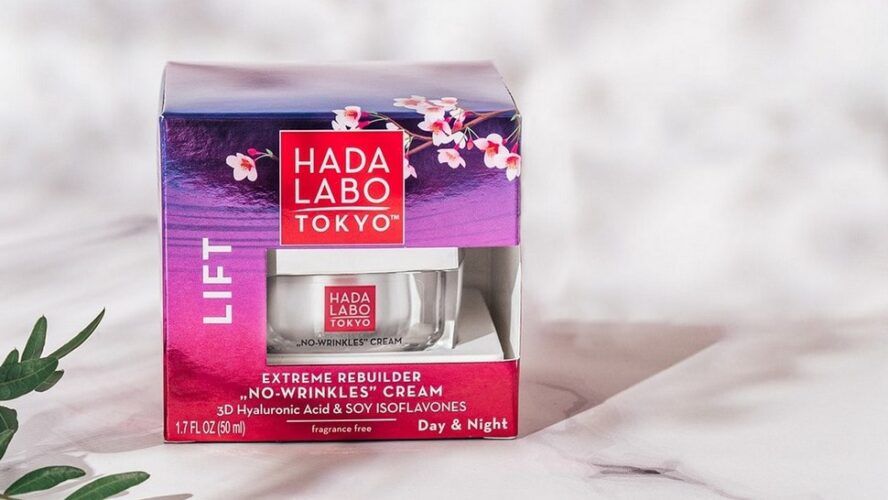 HADA
LABO
TOKYO™
LIFT
HADA
LABO
TOKYO
„NO-WRINKLES” CREAM
EXTREME REBUILDER
„NO-WRINKLES” CREAM
3D Hyaluronic Acid & SOY ISOFLAVONES
1.7 FL OZ (50 ml)
fragrance free
Day & Night